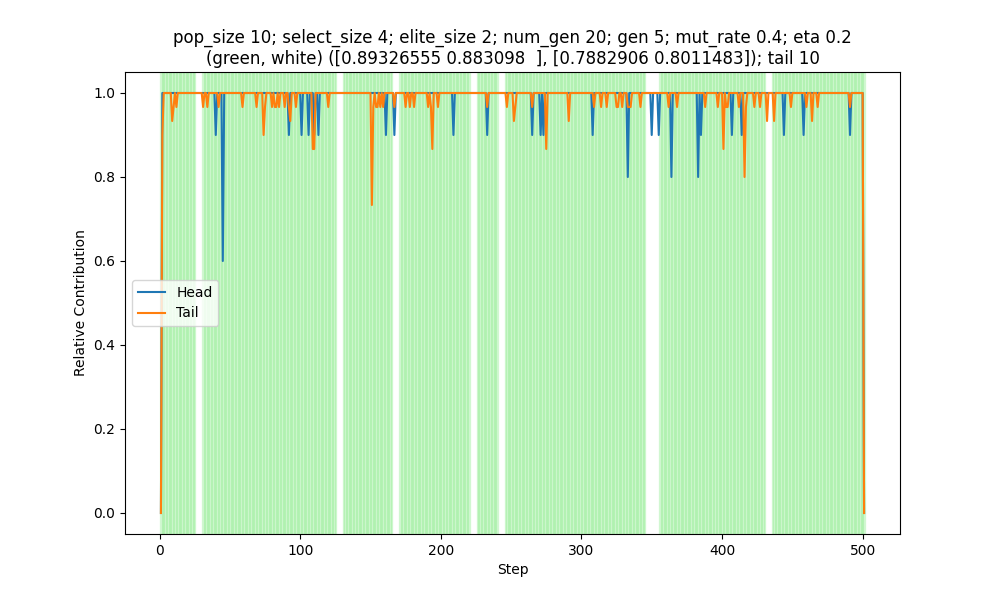 pop_size 10; select_size 4; elite_size 2; num_gen 20; gen 5; mut_rate 0.4; eta 0.2
(green, white) ([0.89326555 0.883098  ], [0.7882906 0.8011483]); tail 10
1.0
0.8
0.6
0.4
0.2
0.0
Relative Contribution
Head
Tail
0
100
200
300
400
500
Step